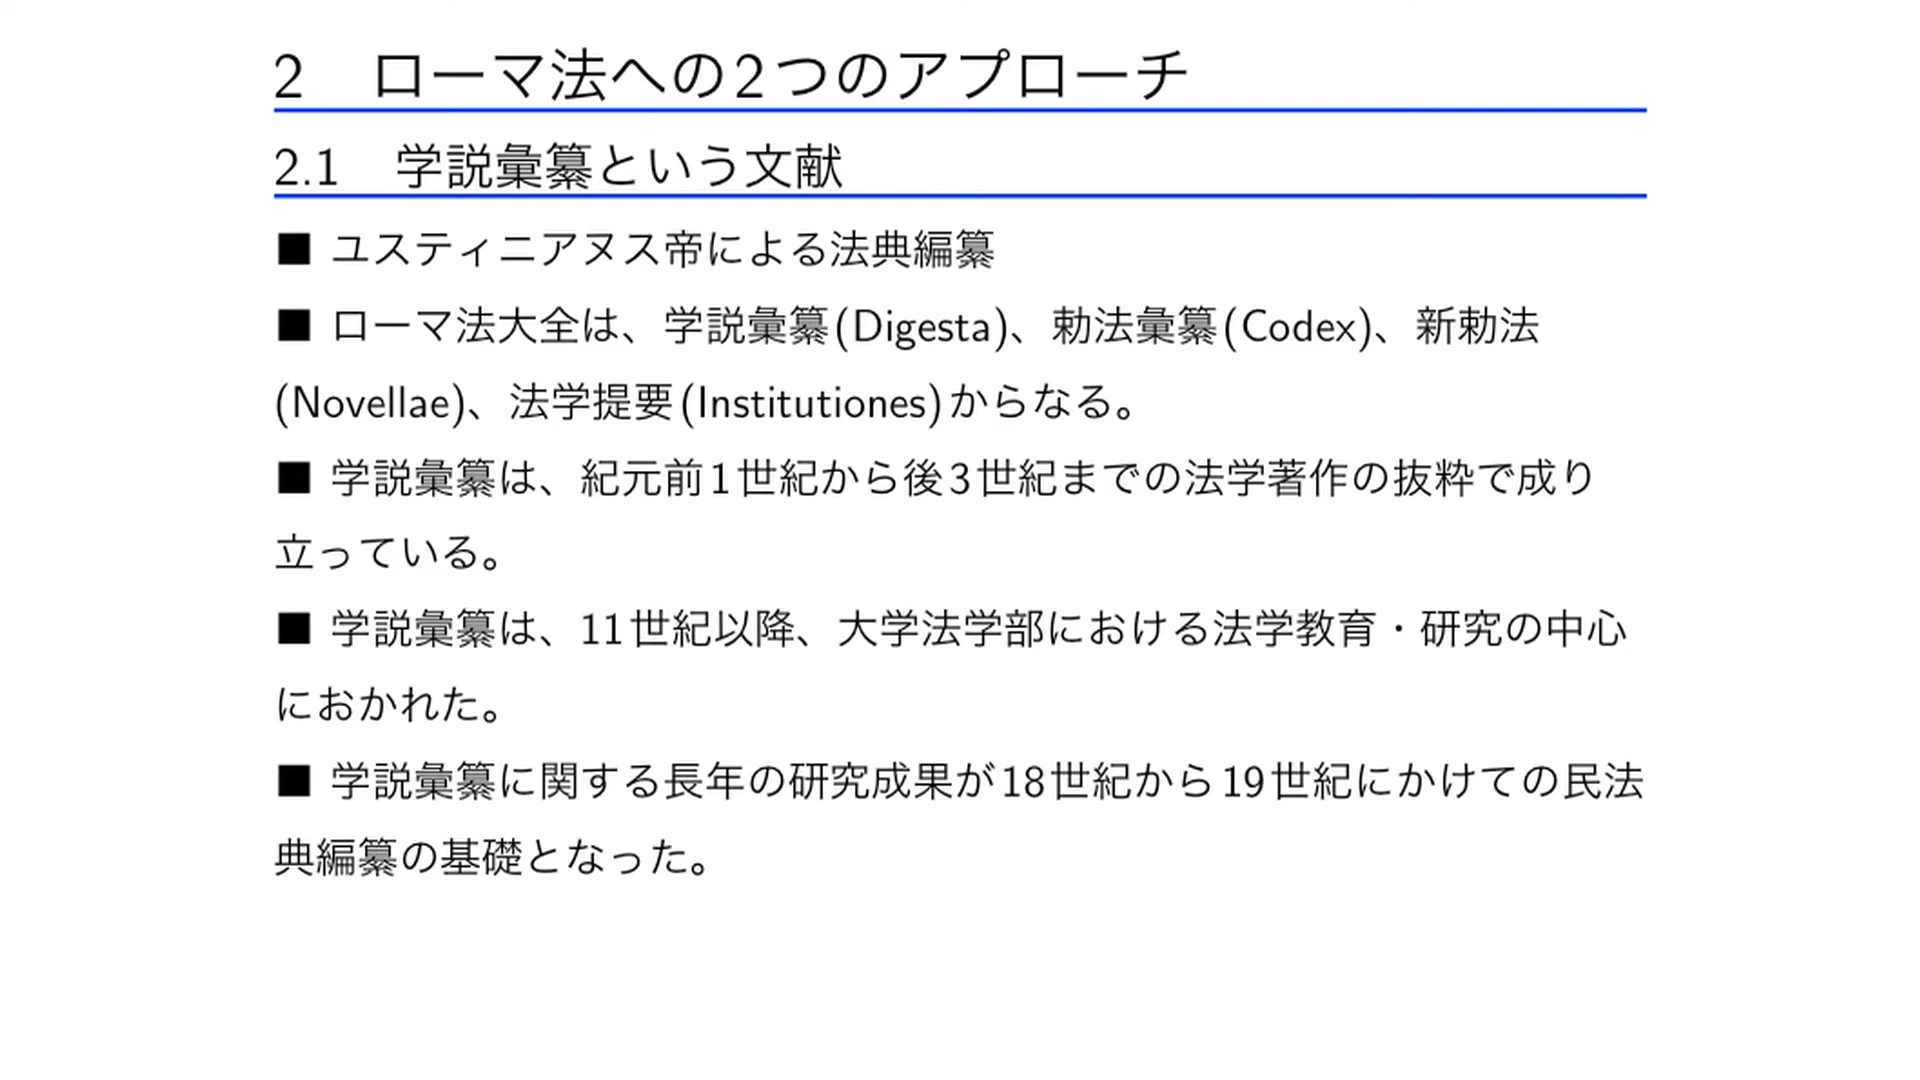 2　ローマ法への2つのアプローチ
2.1　学説彙纂という文献
■ ユスティニアヌス帝による法典編纂
■ ローマ法大全は、学説彙纂(Digesta)、勅法彙纂(Codex)、新勅法
(Novellae)、法学提要(Institutiones)からなる。
■ 学説彙纂は、紀元前1世紀から後3世紀までの法学著作の抜粋で成り
立っている。
■ 学説彙纂は、11世紀以降、大学法学部における法学教育・研究の中心
におかれた。
■ 学説彙纂に関する長年の研究成果が18世紀から19世紀にかけての民法
典編纂の基礎となった。